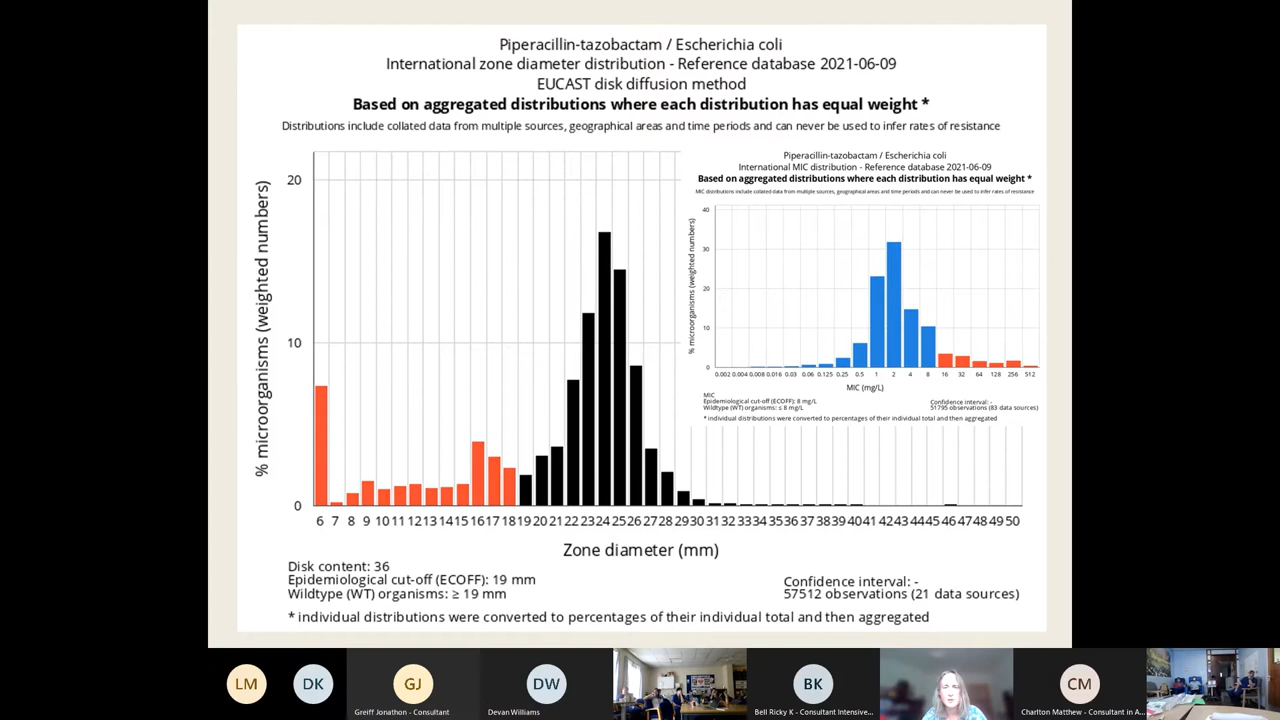 Piperacillin-tazobactam / Escherichia coli
International zone diameter distribution - Reference database 2021-06-09
EUCAST disk diffusion method
Based on aggregated distributions where each distribution has equal weight *
Distributions include collated data from multiple sources, geographical areas and time periods and can never be used to infer rates of resistance
% microorganisms (weighted numbers)
20
10
0
6 7 8 9 10 11 12 13 14 15 16 17 18 19 20 21 22 23 24 25 26 27 28 29 30 31 32 33 34 35 36 37 38 39 40 41 42 43 44 45 46 47 48 49 50
Zone diameter (mm)
Piperacillin-tazobactam / Escherichia coli
International MIC distribution - Reference database 2021-06-09
Based on aggregated distributions where each distribution has equal weight *
MIC distributions include collated data from multiple sources, geographical areas and time periods and can never be used to infer rates of resistance
% microorganisms (weighted numbers)
40
30
20
10
0
0.002 0.004 0.008 0.016 0.03 0.06 0.125 0.25 0.5 1 2 4 8 16 32 64 128 256 512
MIC (mg/L)
MIC
Epidemiological cut-off (ECOFF): 8 mg/L
Wildtype (WT) organisms: ≤ 8 mg/L
Confidence interval: -
51795 observations (83 data sources)
* individual distributions were converted to percentages of their individual total and then aggregated
Disk content: 36
Epidemiological cut-off (ECOFF): 19 mm
Wildtype (WT) organisms: ≥ 19 mm
Confidence interval: -
57512 observations (21 data sources)
* individual distributions were converted to percentages of their individual total and then aggregated
LM
DK
GJ
DW
BK
CM
Greiff Jonathon - Consultant
Devan Williams
Bell Ricky K - Consultant Intensive...
Charlton Matthew - Consultant in A...